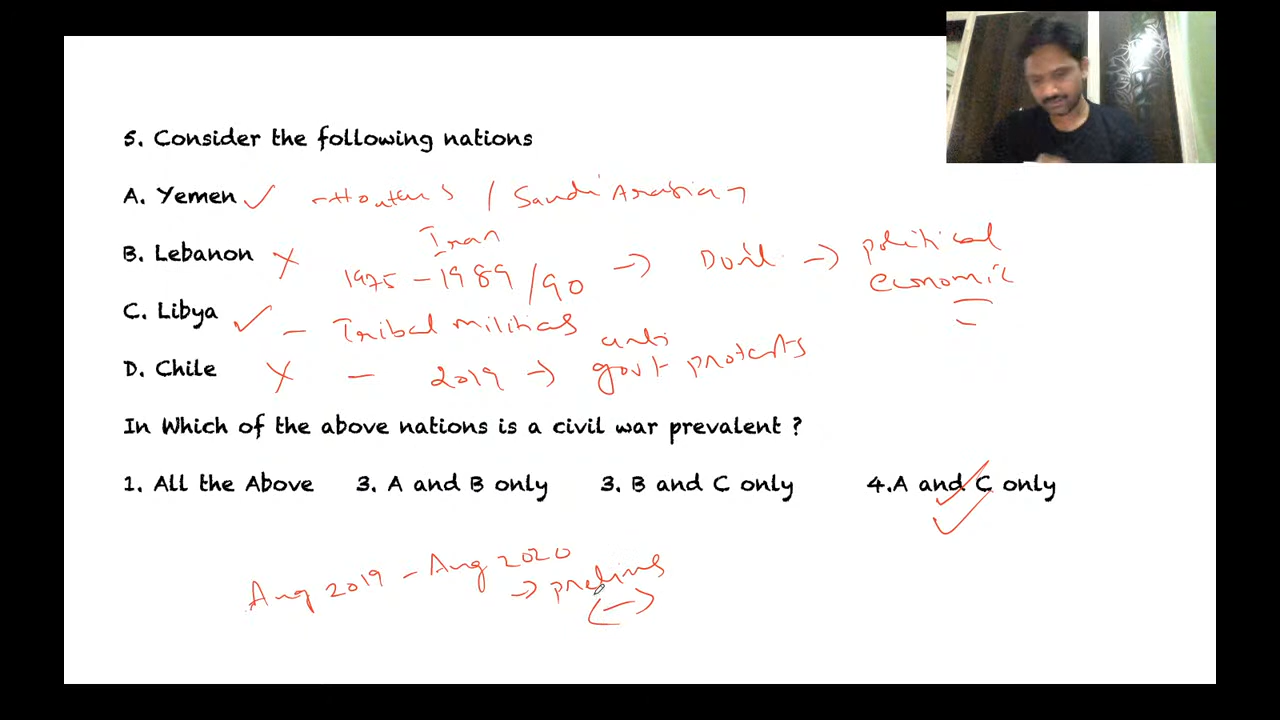 5. Consider the following nations
A. Yemen ✓ - Houthis / Saudi Arabia
Iran
B. Lebanon X 1975 - 1989/90 → → political
economic
C. Libya ✓ - Tribal militias
anti
D. Chile X - 2019 → govt protests
In Which of the above nations is a civil war prevalent ?
1. All the Above 3. A and B only 3. B and C only 4.A and C only
Aug 2019 - Aug 2020
→ prelims